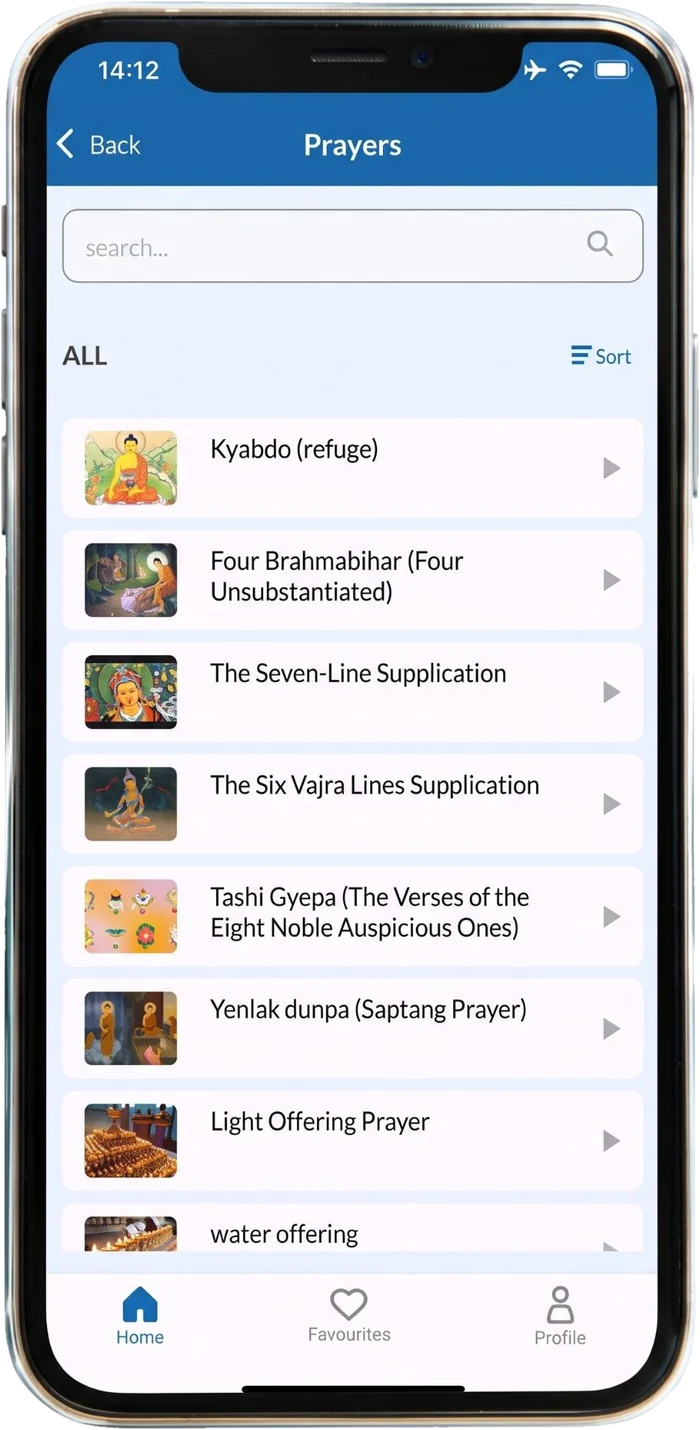 14:12
Back
Prayers
search...
ALL
Sort
Kyabdo (refuge)
Four Brahmabihar (Four
Unsubstantiated)
The Seven-Line Supplication
The Six Vajra Lines Supplication
Tashi Gyepa (The Verses of the
Eight Noble Auspicious Ones)
Yenlak dunpa (Saptang Prayer)
Light Offering Prayer
water offering
Home
Favourites
Profile